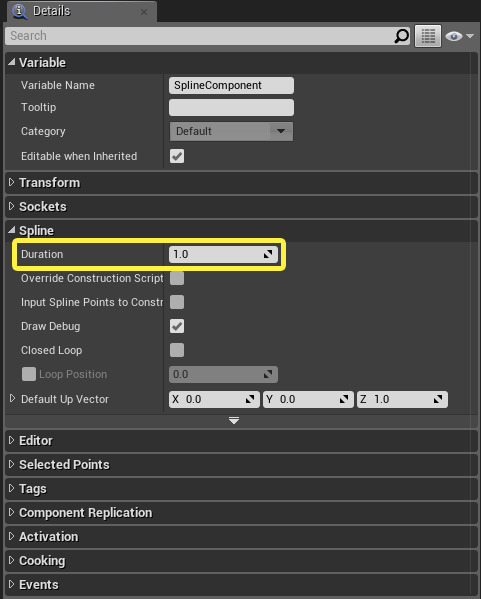 Details
Search
Variable
Variable Name SplineComponent
Tooltip
Category Default
Editable when Inherited
Transform
Sockets
Spline
Duration 1.0
Override Construction Script
Input Spline Points to Constr
Draw Debug
Closed Loop
Loop Position 0.0
Default Up Vector X 0.0 Y 0.0 Z 1.0
Editor
Selected Points
Tags
Component Replication
Activation
Cooking
Events